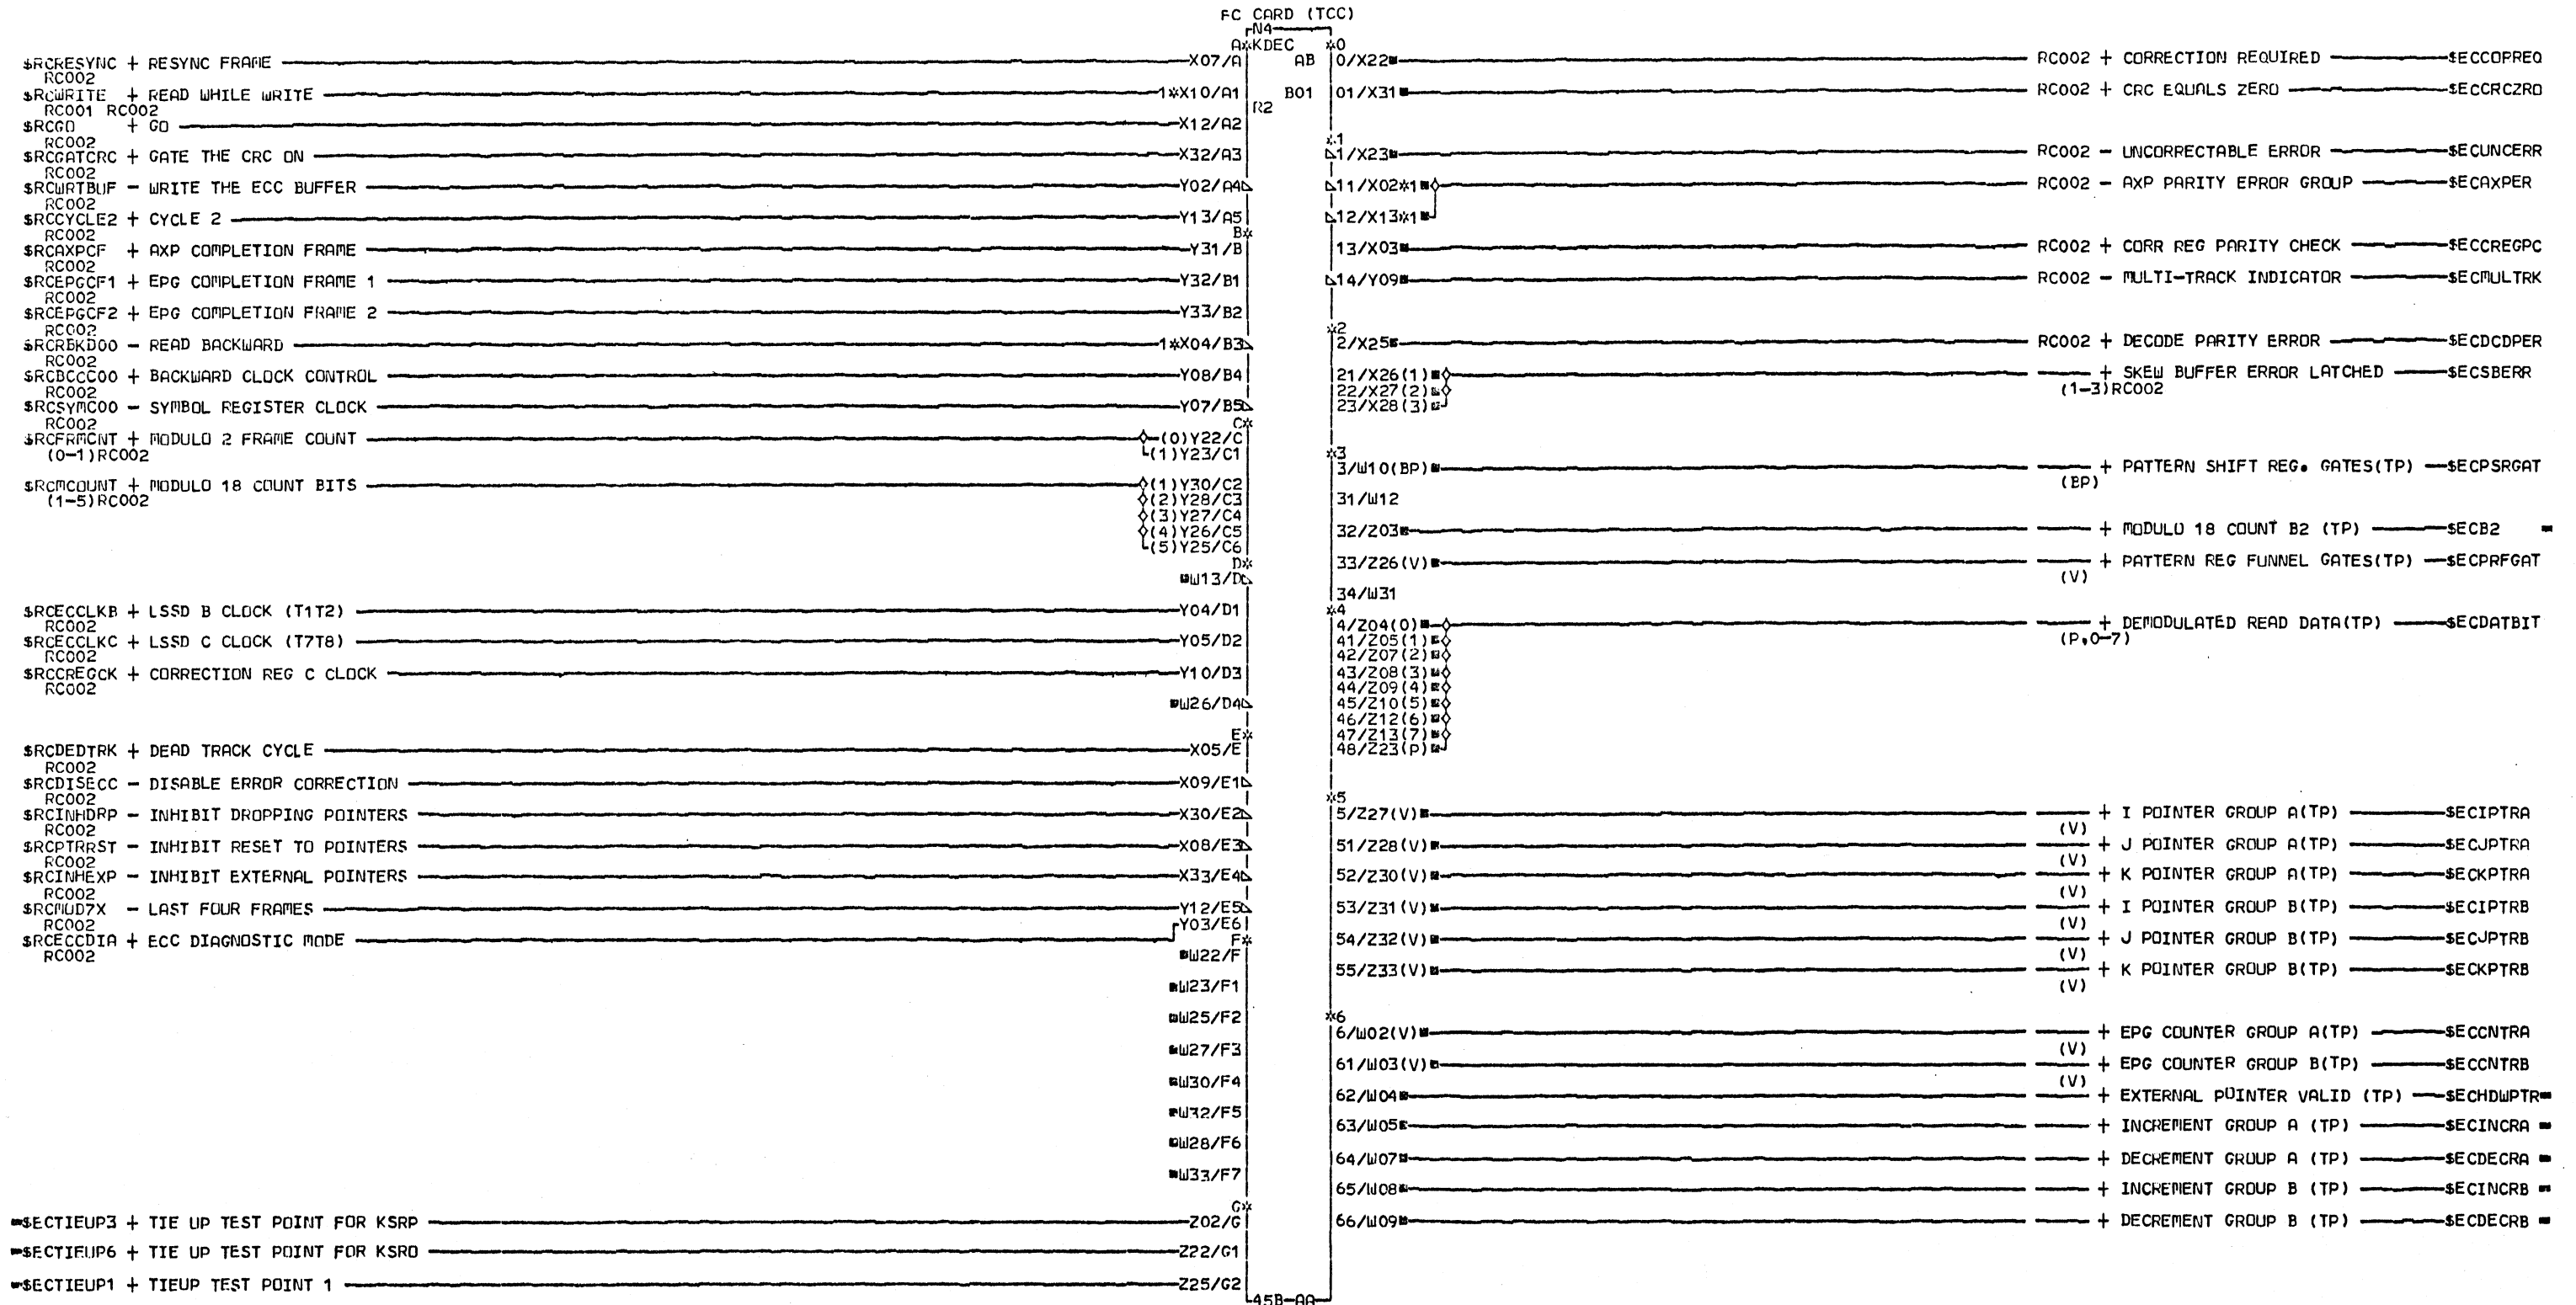 FC CARD (TCC)
N4
A*KDEC *0
AB
B01
R2
$RCRESYNC + RESYNC FRAME X07/A
RC002
$RCWRITE + READ WHILE WRITE 1*X10/A1
RC001 RC002
$RCGO + GO X12/A2
RC002
$RCGATCRC + GATE THE CRC ON X32/A3
RC002
$RCWRTBUF - WRITE THE ECC BUFFER Y02/A4
RC002
$RCCYCLE2 + CYCLE 2 Y13/A5
RC002
B*
$RCAXPCF + AXP COMPLETION FRAME Y31/B
RC002
$RCEPGCF1 + EPG COMPLETION FRAME 1 Y32/B1
RC002
$RCEPGCF2 + EPG COMPLETION FRAME 2 Y33/B2
RC002
$RCRBKD00 - READ BACKWARD 1*X04/B3
RC002
$RCBCCC00 + BACKWARD CLOCK CONTROL Y08/B4
RC002
$RCSYMC00 - SYMBOL REGISTER CLOCK Y07/B5
RC002
C*
$RCFRMCNT + MODULO 2 FRAME COUNT (0)Y22/C
(0-1)RC002 (1)Y23/C1
$RCMCOUNT + MODULO 18 COUNT BITS (1)Y30/C2
(1-5)RC002 (2)Y28/C3
(3)Y27/C4
(4)Y26/C5
(5)Y25/C6
D*
W13/D
$RCECCLKB + LSSD B CLOCK (T1T2) Y04/D1
RC002
$RCECCLKC + LSSD C CLOCK (T7T8) Y05/D2
RC002
$RCCREGCK + CORRECTION REG C CLOCK Y10/D3
RC002
W26/D4
E*
$RCDEDTRK + DEAD TRACK CYCLE X05/E
RC002
$RCDISECC - DISABLE ERROR CORRECTION X09/E1
RC002
$RCINHDRP - INHIBIT DROPPING POINTERS X30/E2
RC002
$RCPTRRST - INHIBIT RESET TO POINTERS X08/E3
RC002
$RCINHEXP - INHIBIT EXTERNAL POINTERS X33/E4
RC002
$RCMOD7X - LAST FOUR FRAMES Y12/E5
RC002 Y03/E6
$RCECCDIA + ECC DIAGNOSTIC MODE F*
RC002
W22/F
W23/F1
W25/F2
W27/F3
W30/F4
W32/F5
W28/F6
W33/F7
G*
$ECTIEUP3 + TIE UP TEST POINT FOR KSRP Z02/G
$ECTIEUP6 + TIE UP TEST POINT FOR KSRO Z22/G1
$ECTIEUP1 + TIEUP TEST POINT 1 Z25/G2
45B-AA
0/X22 RC002 + CORRECTION REQUIRED $ECCOPREQ
01/X31 RC002 + CRC EQUALS ZERO $ECCRCZRO
*1
1/X23 RC002 - UNCORRECTABLE ERROR $ECUNCERR
11/X02*1 RC002 - AXP PARITY ERROR GROUP $ECAXPER
12/X13*1
13/X03 RC002 + CORR REG PARITY CHECK $ECCREGPC
14/Y09 RC002 - MULTI-TRACK INDICATOR $ECMULTRK
*2
2/X25 RC002 + DECODE PARITY ERROR $ECDCDPER
21/X26(1) + SKEW BUFFER ERROR LATCHED $ECSBERR
22/X27(2) (1-3)RC002
23/X28(3)
*3
3/W10(BP) + PATTERN SHIFT REG. GATES(TP) $ECPSRGAT
(BP)
31/W12
32/Z03 + MODULO 18 COUNT B2 (TP) $ECB2
33/Z26(V) + PATTERN REG FUNNEL GATES(TP) $ECPRFGAT
(V)
34/W31
*4
4/Z04(0) + DEMODULATED READ DATA(TP) $ECDATBIT
41/Z05(1) (P,0-7)
42/Z07(2)
43/Z08(3)
44/Z09(4)
45/Z10(5)
46/Z12(6)
47/Z13(7)
48/Z23(P)
*5
5/Z27(V) + I POINTER GROUP A(TP) $ECIPTRA
(V)
51/Z28(V) + J POINTER GROUP A(TP) $ECJPTRA
(V)
52/Z30(V) + K POINTER GROUP A(TP) $ECKPTRA
(V)
53/Z31(V) + I POINTER GROUP B(TP) $ECIPTRB
(V)
54/Z32(V) + J POINTER GROUP B(TP) $ECJPTRB
(V)
55/Z33(V) + K POINTER GROUP B(TP) $ECKPTRB
(V)
*6
6/W02(V) + EPG COUNTER GROUP A(TP) $ECCNTRA
(V)
61/W03(V) + EPG COUNTER GROUP B(TP) $ECCNTRB
(V)
62/W04 + EXTERNAL POINTER VALID (TP) $ECHDWPTR
63/W05 + INCREMENT GROUP A (TP) $ECINCRA
64/W07 + DECREMENT GROUP A (TP) $ECDECRA
65/W08 + INCREMENT GROUP B (TP) $ECINCRB
66/W09 + DECREMENT GROUP B (TP) $ECDECRB